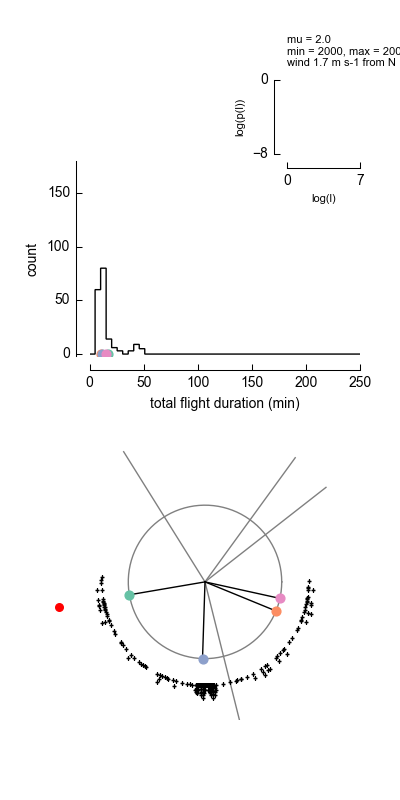 mu = 2.0
min = 2000, max = 200
wind 1.7 m s-1 from N
0
log(p(l))
−8
0
7
log(l)
150
100
50
0
count
0
50
100
150
200
250
total flight duration (min)